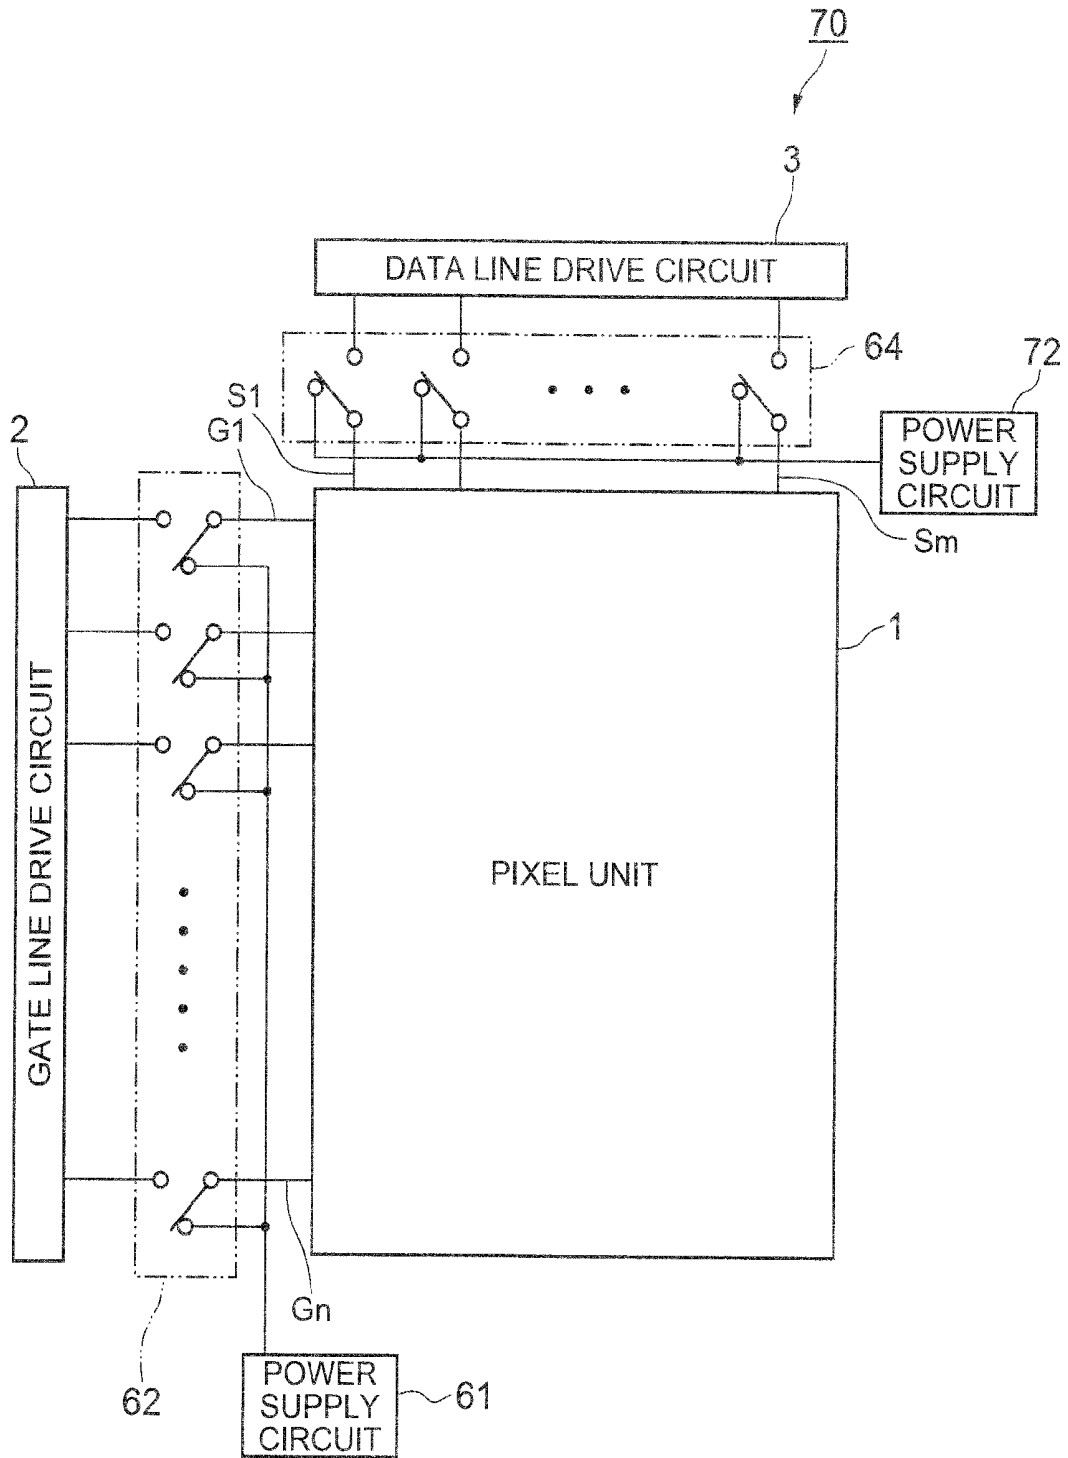 70
3
DATA LINE DRIVE CIRCUIT
64
72
S1
G1
2
POWER
SUPPLY
CIRCUIT
Sm
1
GATE LINE DRIVE CIRCUIT
PIXEL UNIT
Gn
62
POWER
SUPPLY
CIRCUIT
61